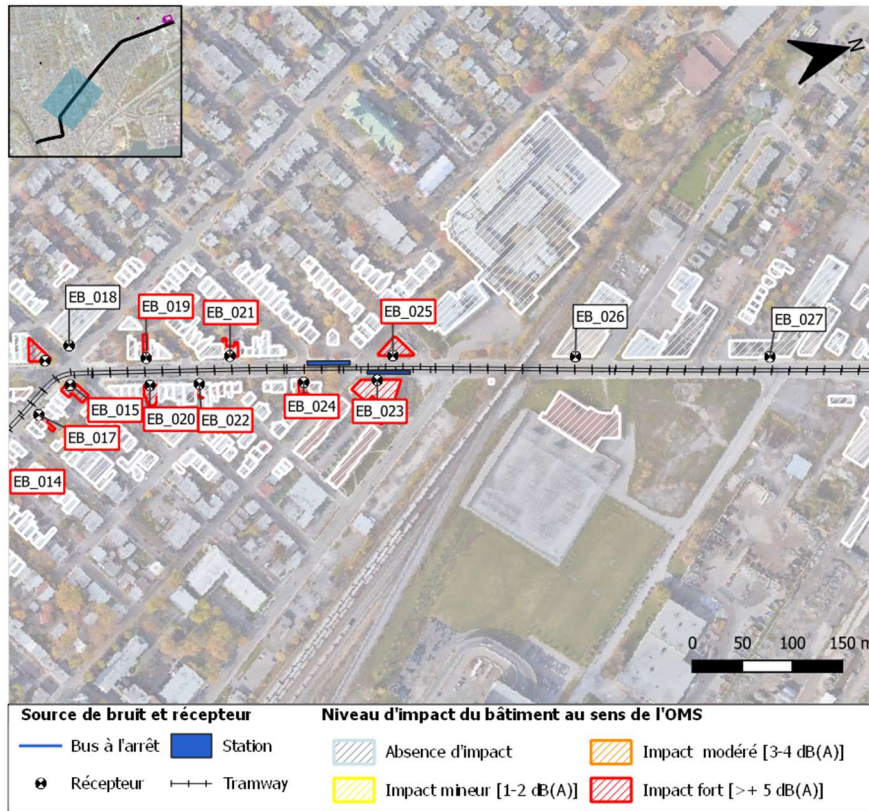 N
EB_018
EB_019
EB_021
EB_025
EB_026
EB_027
EB_015
EB_020
EB_022
EB_024
EB_023
EB_017
EB_014
0 50 100 150 m
Source de bruit et récepteur
Bus à l'arrêt
Station
Récepteur
Tramway
Niveau d'impact du bâtiment au sens de l'OMS
Absence d'impact
Impact modéré [3-4 dB(A)]
Impact mineur [1-2 dB(A)]
Impact fort [>+ 5 dB(A)]